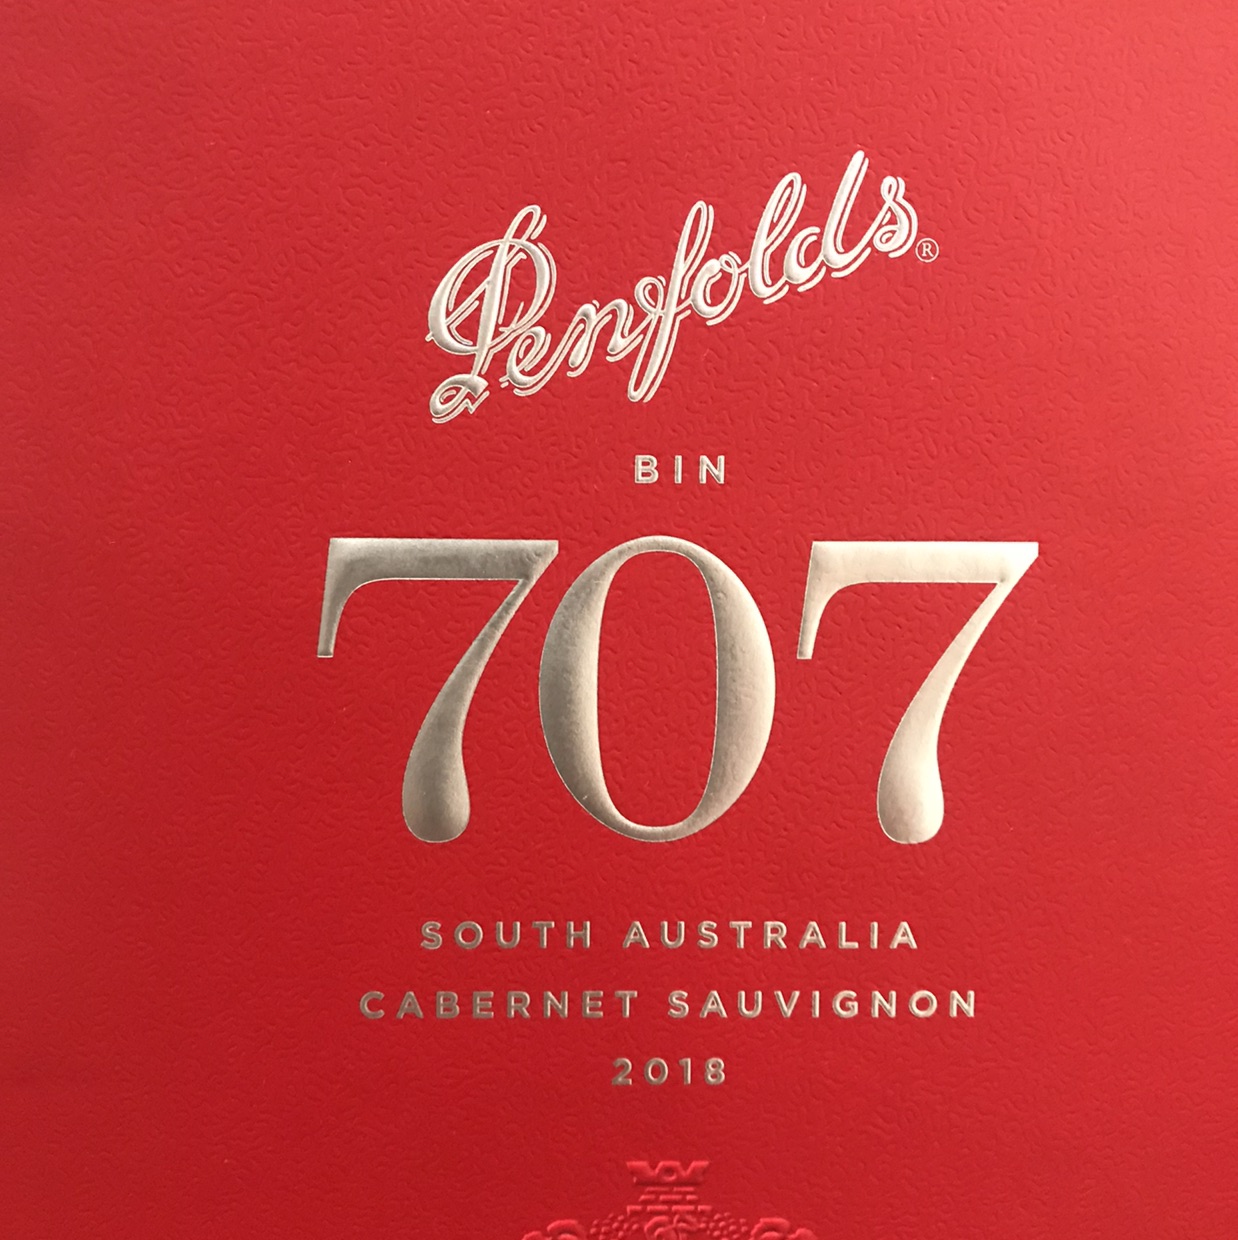 Penfolds®
BIN
707
SOUTH AUSTRALIA
CABERNET SAUVIGNON
2018